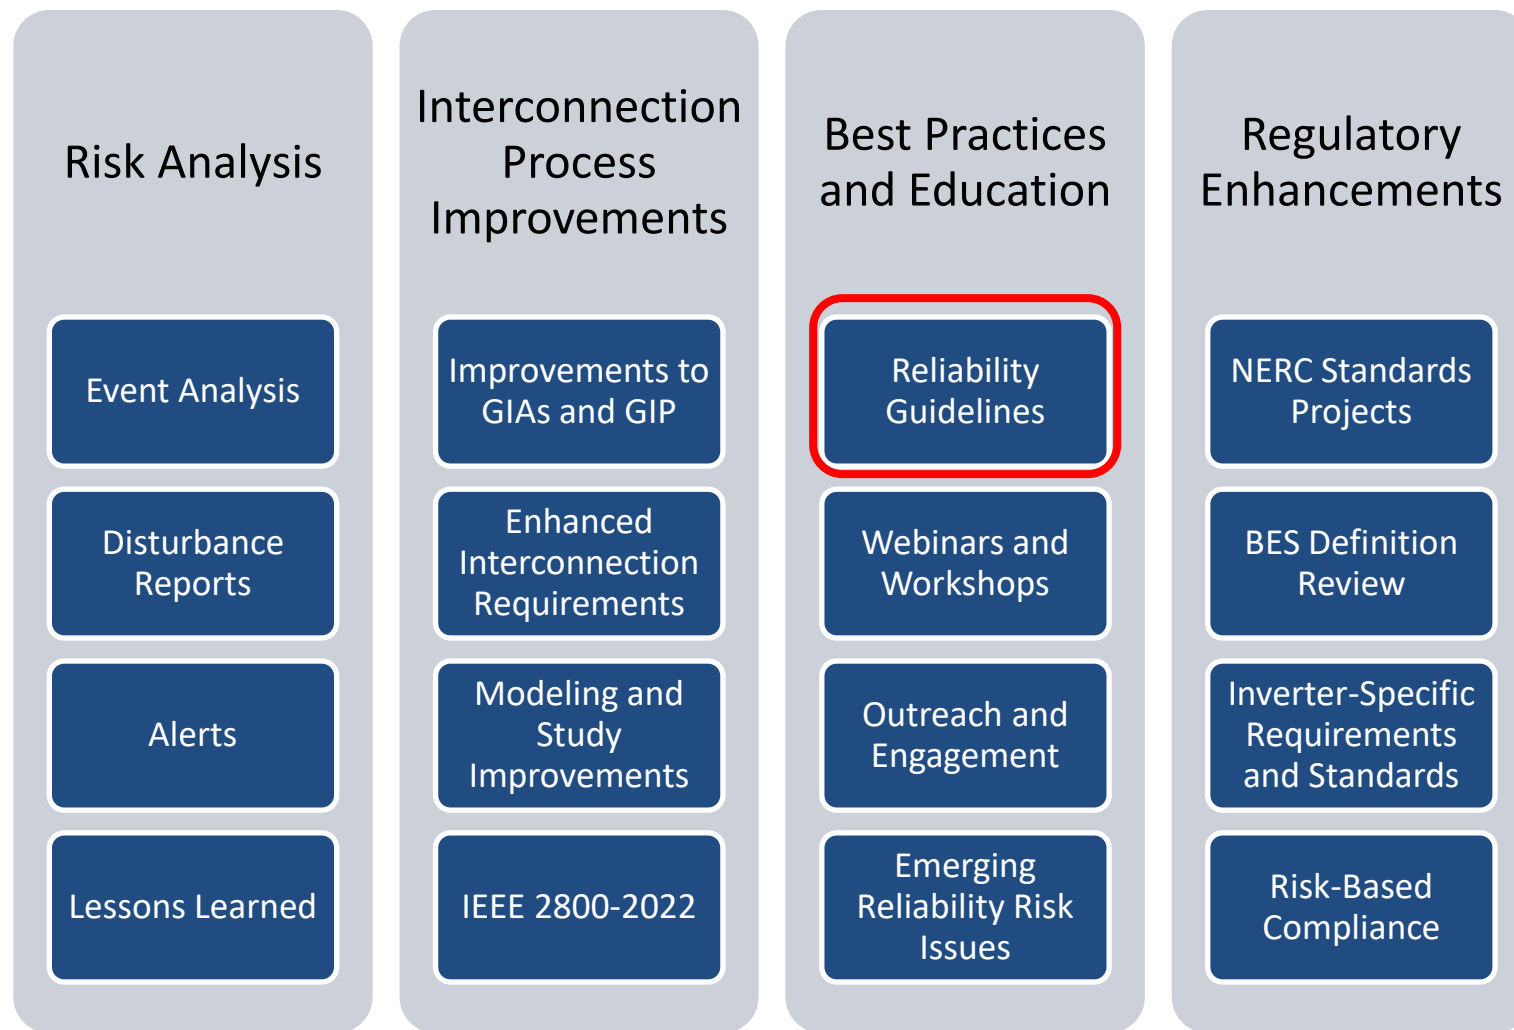 Risk Analysis
Event Analysis
Disturbance
Reports
Alerts
Lessons Learned
Interconnection
Process
Improvements
Improvements to
GIAs and GIP
Enhanced
Interconnection
Requirements
Modeling and
Study
Improvements
IEEE 2800-2022
Best Practices
and Education
Reliability
Guidelines
Webinars and
Workshops
Outreach and
Engagement
Emerging
Reliability Risk
Issues
Regulatory
Enhancements
NERC Standards
Projects
BES Definition
Review
Inverter-Specific
Requirements
and Standards
Risk-Based
Compliance